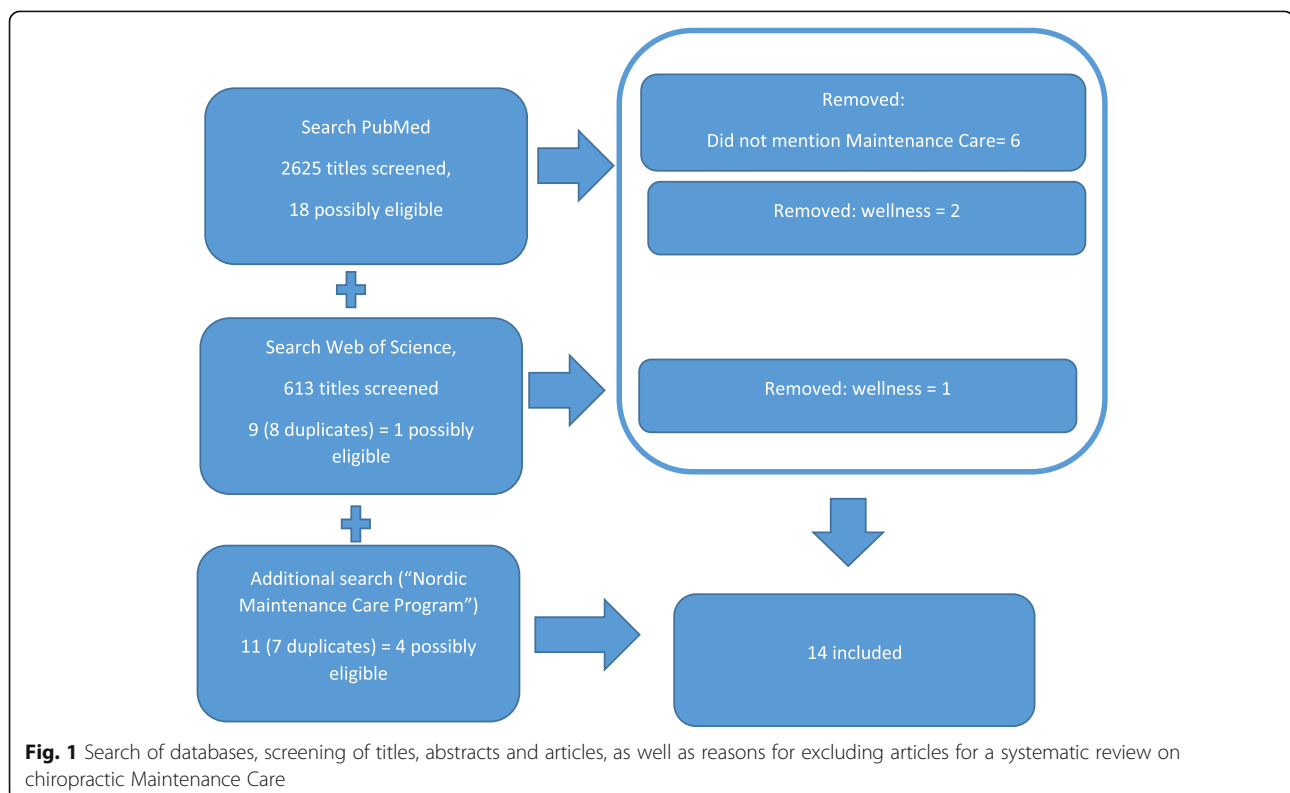 Search PubMed
2625 titles screened,
18 possibly eligible
Removed:
Did not mention Maintenance Care= 6
Removed: wellness = 2
Search Web of Science,
613 titles screened
9 (8 duplicates) = 1 possibly
eligible
Removed: wellness = 1
Additional search (“Nordic
Maintenance Care Program”)
11 (7 duplicates) = 4 possibly
eligible
14 included
Fig. 1 Search of databases, screening of titles, abstracts and articles, as well as reasons for excluding articles for a systematic review on
chiropractic Maintenance Care